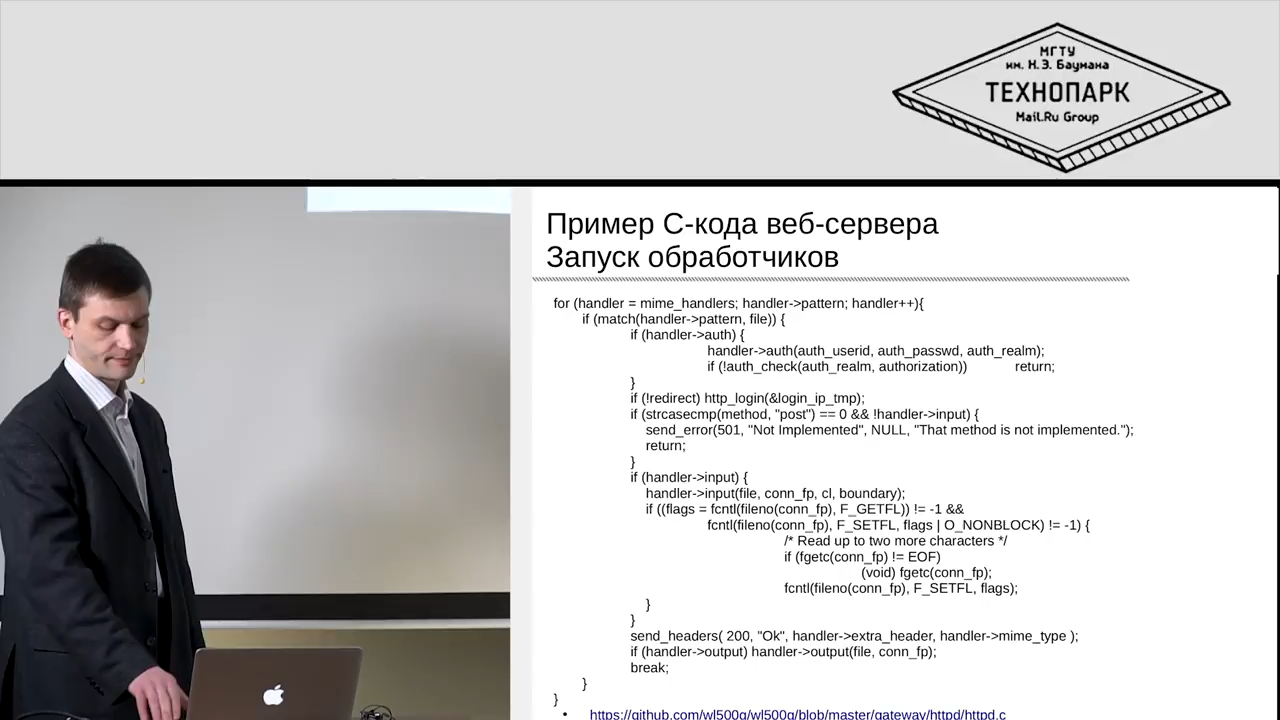 МГТУ
им. Н.Э. Баумана
ТЕХНОПАРК
Mail.Ru Group
Пример С-кода веб-сервера
Запуск обработчиков
for (handler = mime_handlers; handler->pattern; handler++){
if (match(handler->pattern, file)) {
if (handler->auth) {
handler->auth(auth_userid, auth_passwd, auth_realm);
if (!auth_check(auth_realm, authorization)) return;
}
if (!redirect) http_login(&login_ip_tmp);
if (strcasecmp(method, "post") == 0 && !handler->input) {
send_error(501, "Not Implemented", NULL, "That method is not implemented.");
return;
}
if (handler->input) {
handler->input(file, conn_fp, cl, boundary);
if ((flags = fcntl(fileno(conn_fp), F_GETFL)) != -1 &&
fcntl(fileno(conn_fp), F_SETFL, flags | O_NONBLOCK) != -1) {
/* Read up to two more characters */
if (fgetc(conn_fp) != EOF)
(void) fgetc(conn_fp);
fcntl(fileno(conn_fp), F_SETFL, flags);
}
}
send_headers( 200, "Ok", handler->extra_header, handler->mime_type );
if (handler->output) handler->output(file, conn_fp);
break;
}
}
• https://github.com/wl500g/wl500g/blob/master/gateway/httpd/httpd.c